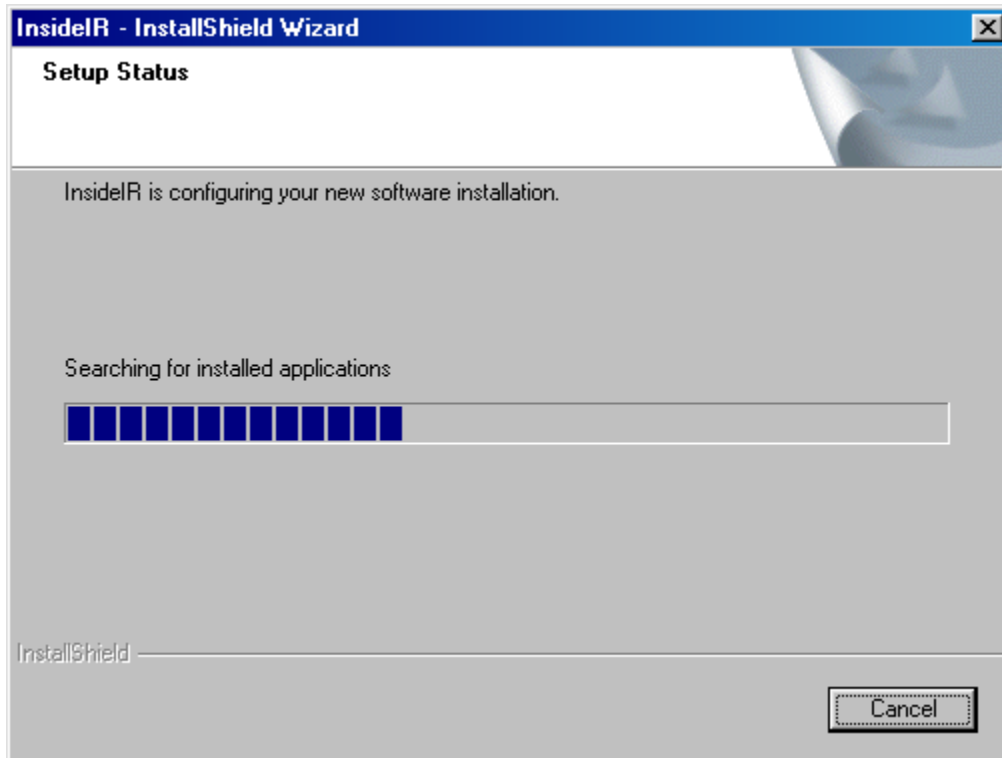 InsideIR - InstallShield Wizard
Setup Status
InsideIR is configuring your new software installation.
Searching for installed applications
InstallShield
Cancel